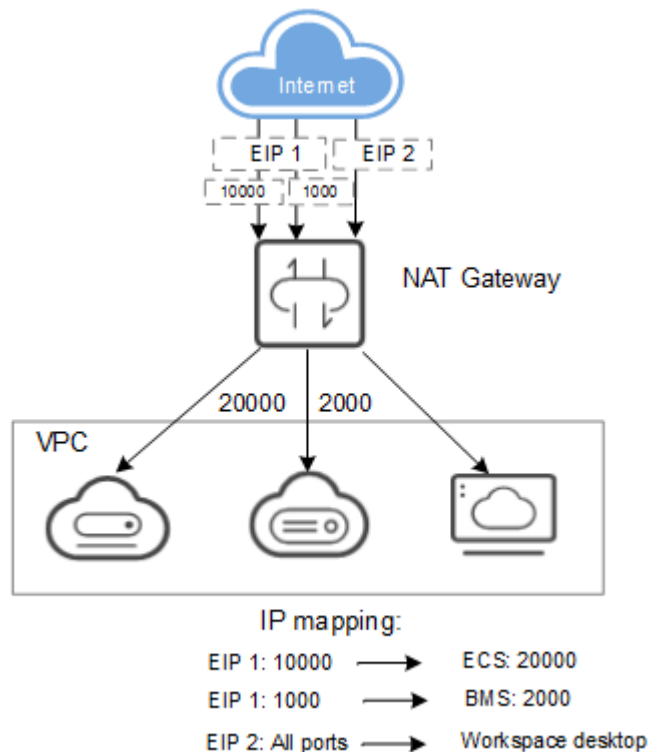 Internet
EIP 1
EIP 2
10000
1000
NAT Gateway
20000
2000
VPC
IP mapping:
EIP 1: 10000
ECS: 20000
EIP 1: 1000
BMS: 2000
EIP 2: All ports
Workspace desktop